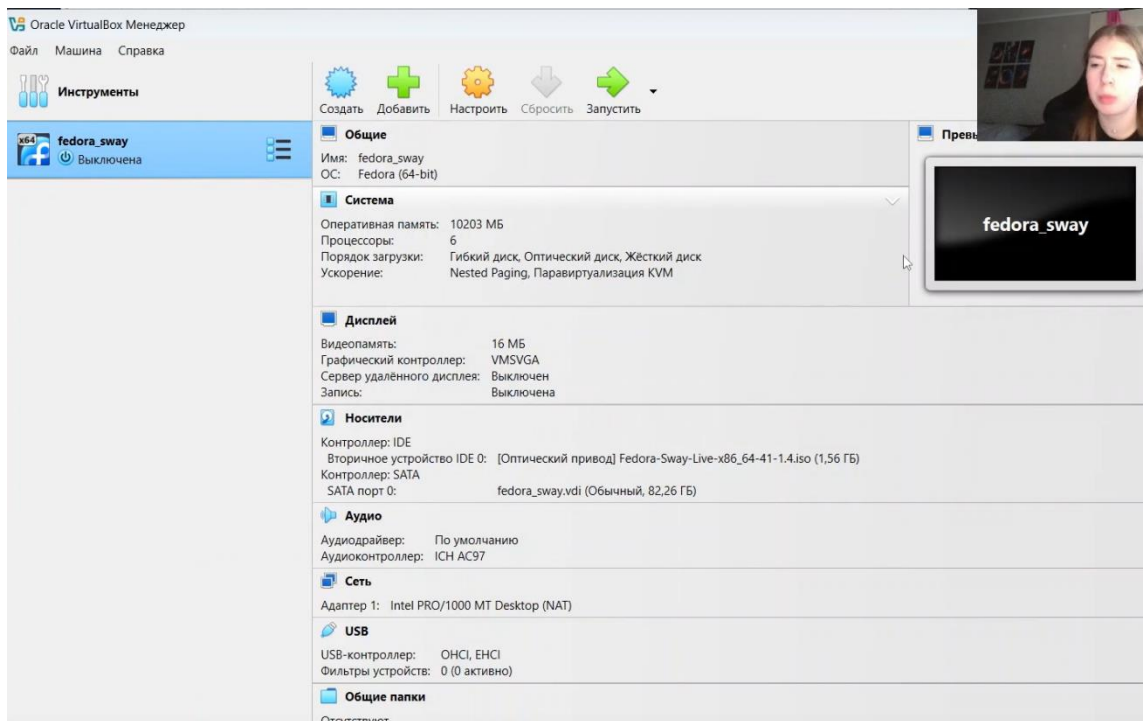 Oracle VirtualBox Менеджер
Файл Машина Справка
Инструменты
Создать Добавить Настроить Сбросить Запустить
x64 fedora_sway
Выключена
Общие
Имя: fedora_sway
ОС: Fedora (64-bit)
Превь
fedora_sway
Система
Оперативная память: 10203 МБ
Процессоры: 6
Порядок загрузки: Гибкий диск, Оптический диск, Жёсткий диск
Ускорение: Nested Paging, Паравиртуализация KVM
Дисплей
Видеопамять: 16 МБ
Графический контроллер: VMSVGA
Сервер удалённого дисплея: Выключен
Запись: Выключена
Носители
Контроллер: IDE
Вторичное устройство IDE 0: [Оптический привод] Fedora-Sway-Live-x86_64-41-1.4.iso (1,56 ГБ)
Контроллер: SATA
SATA порт 0: fedora_sway.vdi (Обычный, 82,26 ГБ)
Аудио
Аудиодрайвер: По умолчанию
Аудиоконтроллер: ICH AC97
Сеть
Адаптер 1: Intel PRO/1000 MT Desktop (NAT)
USB
USB-контроллер: OHCI, EHCI
Фильтры устройств: 0 (0 активно)
Общие папки
Отсутствуют